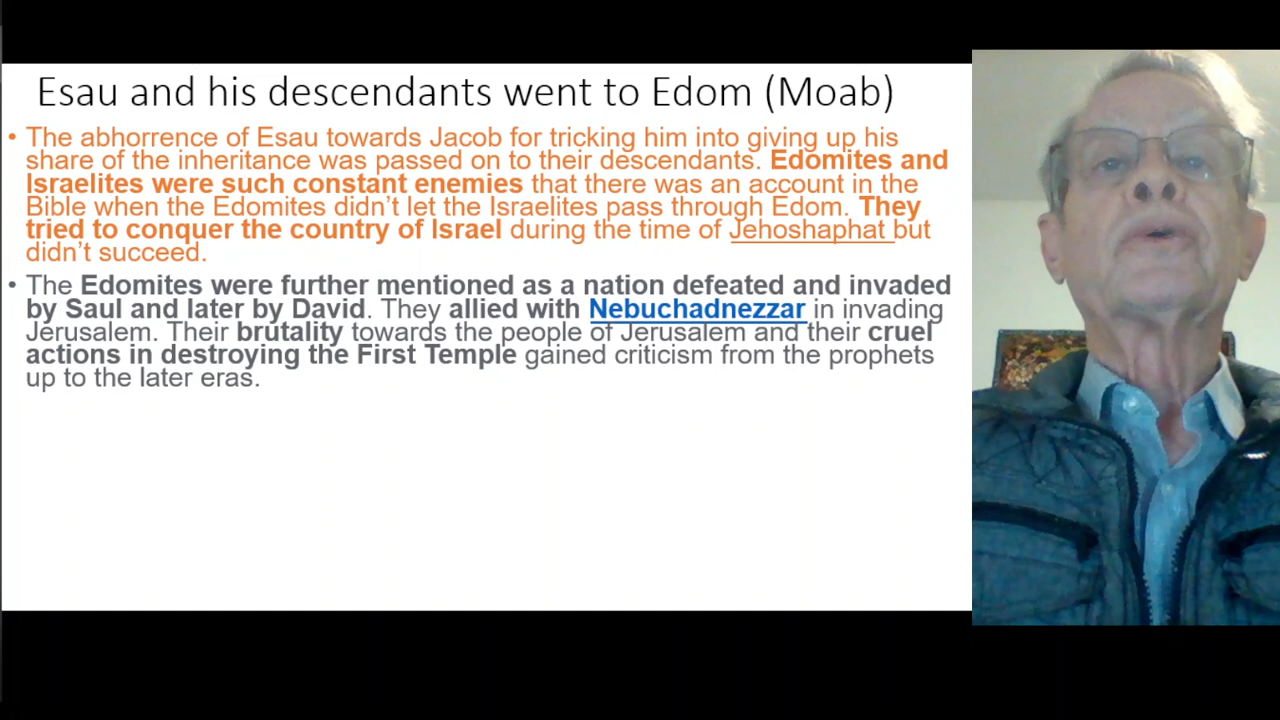 Esau and his descendants went to Edom (Moab)
• The abhorrence of Esau towards Jacob for tricking him into giving up his
share of the inheritance was passed on to their descendants. Edomites and
Israelites were such constant enemies that there was an account in the
Bible when the Edomites didn’t let the Israelites pass through Edom. They
tried to conquer the country of Israel during the time of Jehoshaphat but
didn’t succeed.
• The Edomites were further mentioned as a nation defeated and invaded
by Saul and later by David. They allied with Nebuchadnezzar in invading
Jerusalem. Their brutality towards the people of Jerusalem and their cruel
actions in destroying the First Temple gained criticism from the prophets
up to the later eras.